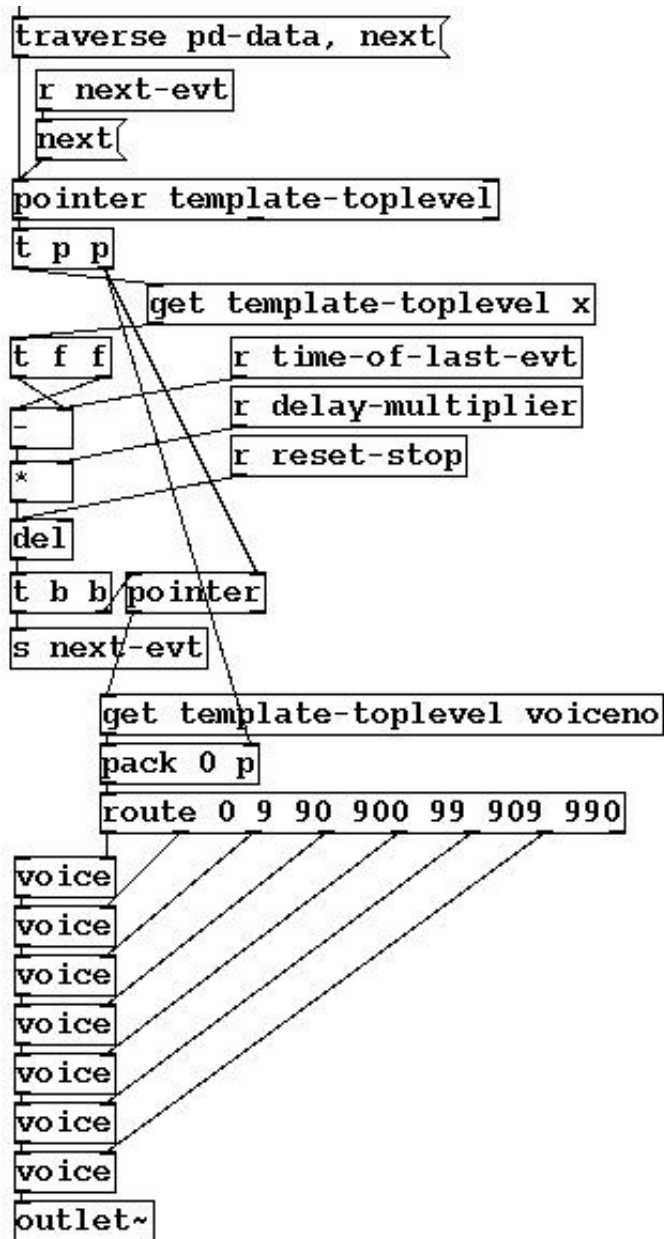 traverse pd-data, next
r next-evt
next
pointer template-toplevel
t p p
get template-toplevel x
t f f
r time-of-last-evt
-
r delay-multiplier
*
r reset-stop
del
t b b
pointer
s next-evt
get template-toplevel voiceno
pack 0 p
route 0 9 90 900 99 909 990
voice
voice
voice
voice
voice
voice
voice
outlet~